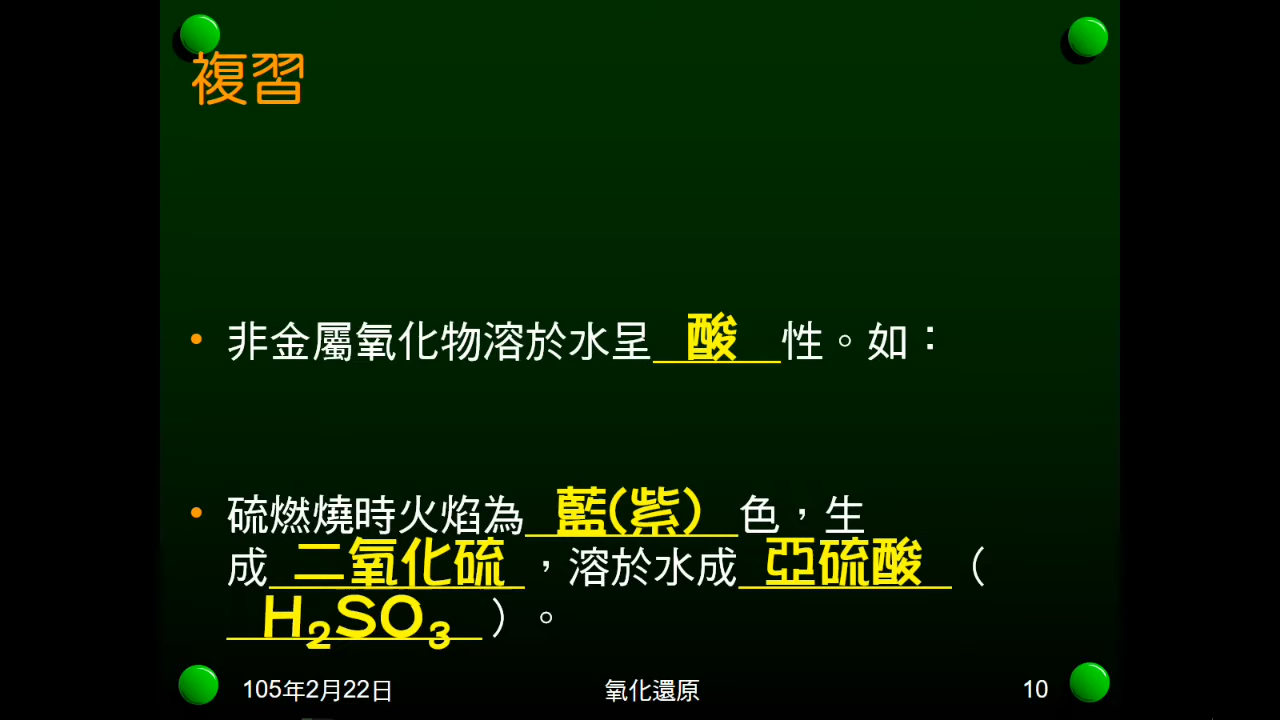 複習
• 非金屬氧化物溶於水呈 酸 性。如：
• 硫燃燒時火焰為 藍(紫) 色，生
成 二氧化硫 ，溶於水成 亞硫酸 （
H₂SO₃ ）。
105年2月22日 氧化還原 10